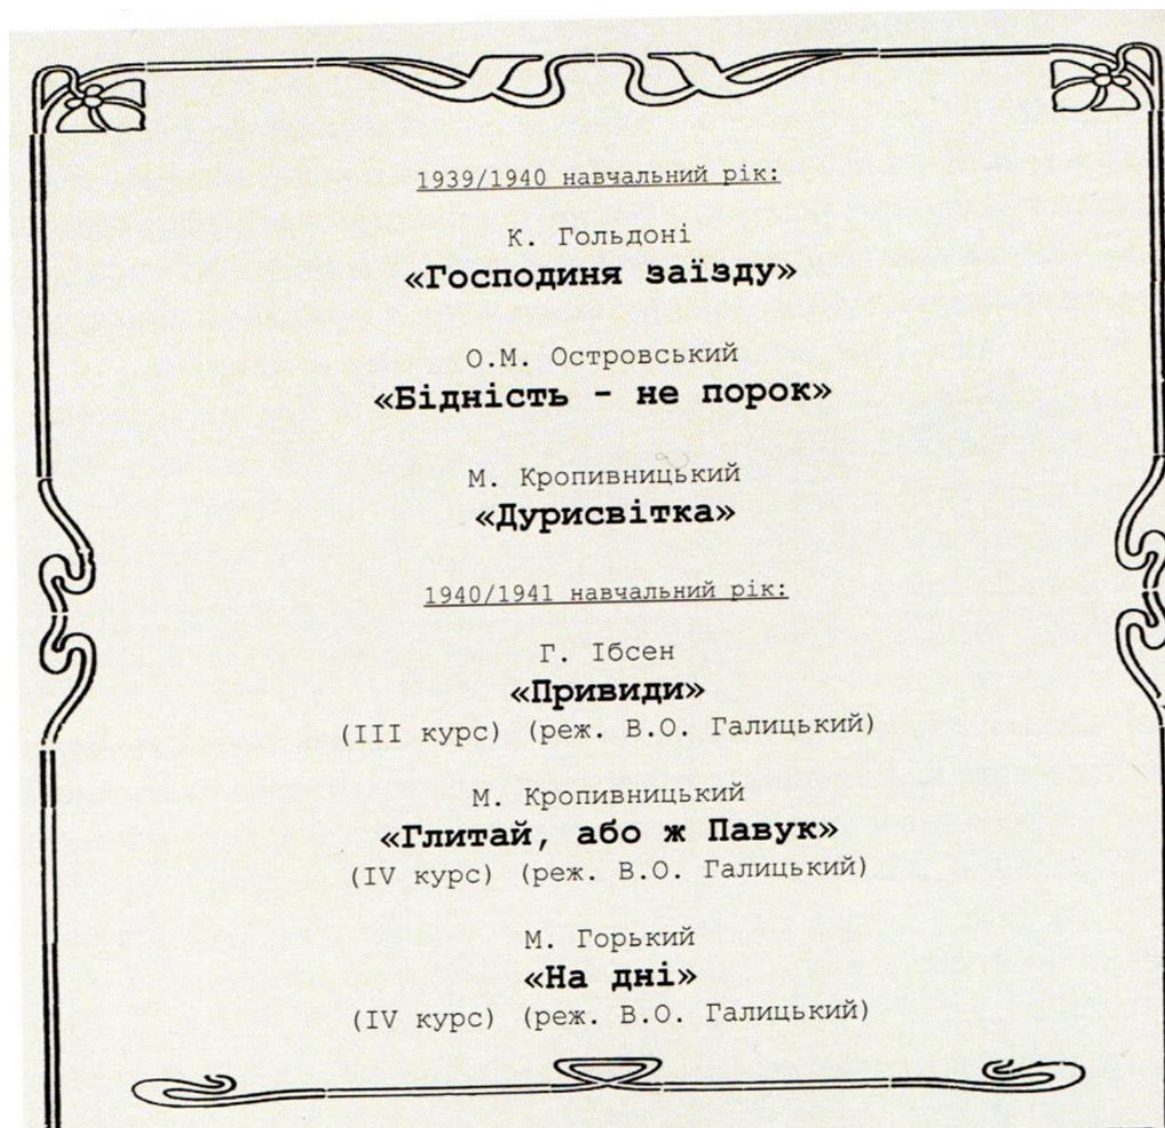 1939/1940 навчальний рік:
К. Гольдоні
«Господиня заїзду»
О.М. Островський
«Бідність - не порок»
М. Кропивницький
«Дурисвітка»
1940/1941 навчальний рік:
Г. Ібсен
«Привиди»
(III курс) (реж. В.О. Галицький)
М. Кропивницький
«Глитай, або ж Павук»
(IV курс) (реж. В.О. Галицький)
М. Горький
«На дні»
(IV курс) (реж. В.О. Галицький)